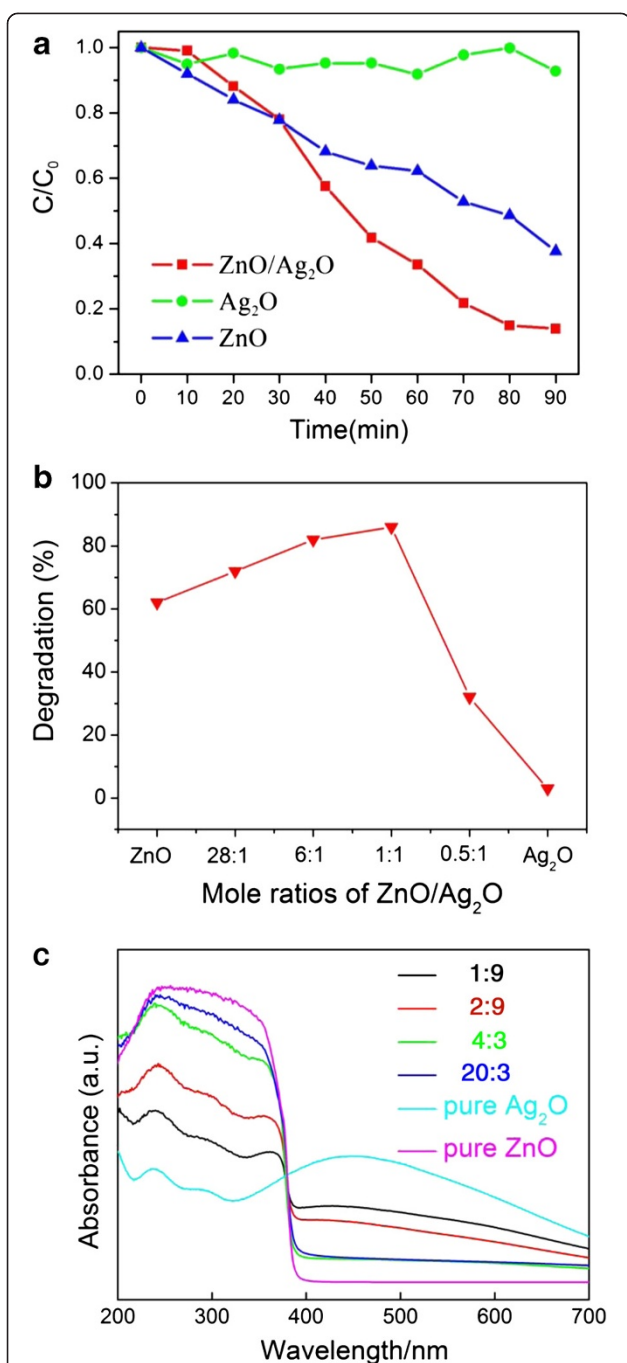 a
1.0
0.8
0.6
0.4
0.2
0.0
C/C₀
ZnO/Ag₂O
Ag₂O
ZnO
0 10 20 30 40 50 60 70 80 90
Time(min)
b
100
80
60
40
20
0
Degradation (%)
ZnO 28:1 6:1 1:1 0.5:1 Ag₂O
Mole ratios of ZnO/Ag₂O
c
Absorbance (a.u.)
1:9
2:9
4:3
20:3
pure Ag₂O
pure ZnO
200 300 400 500 600 700
Wavelength/nm